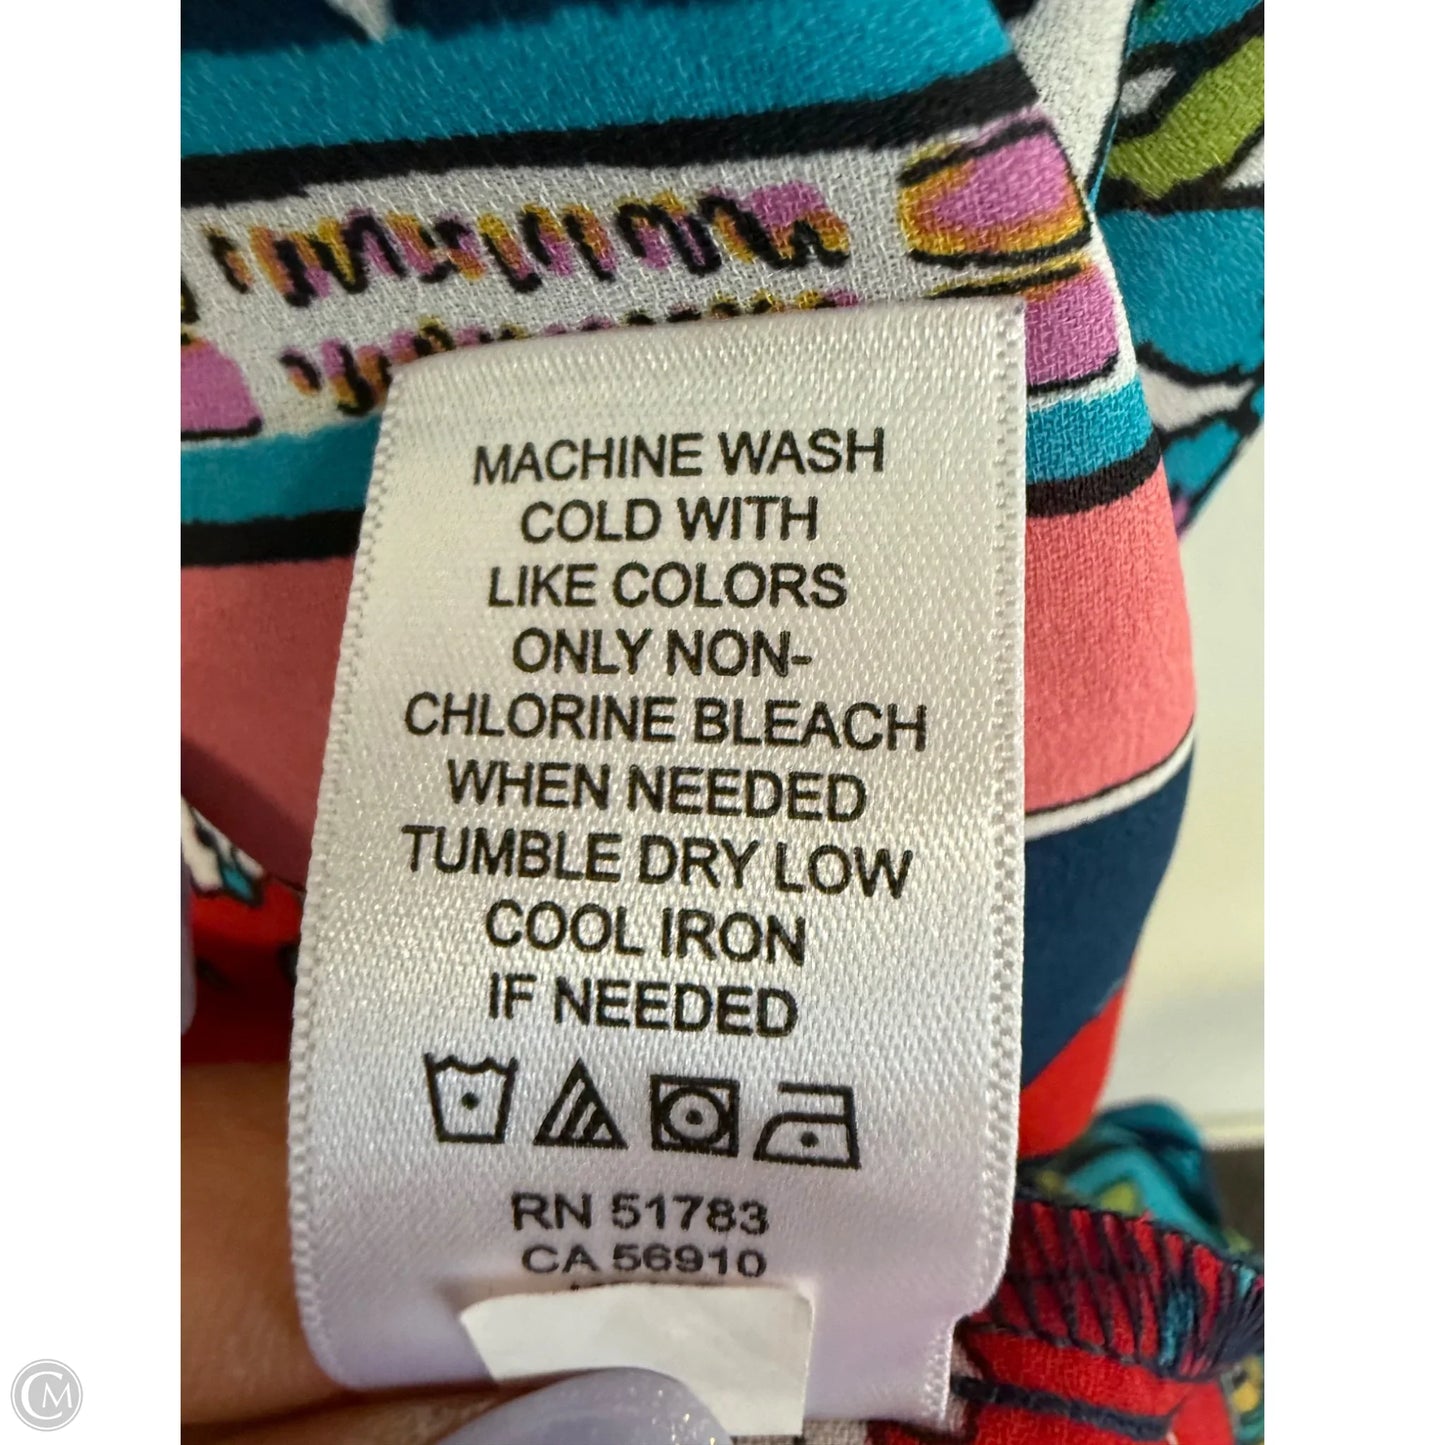 MACHINE WASH
COLD WITH
LIKE COLORS
ONLY NON-
CHLORINE BLEACH
WHEN NEEDED
TUMBLE DRY LOW
COOL IRON
IF NEEDED
RN 51783
CA 56910
CM